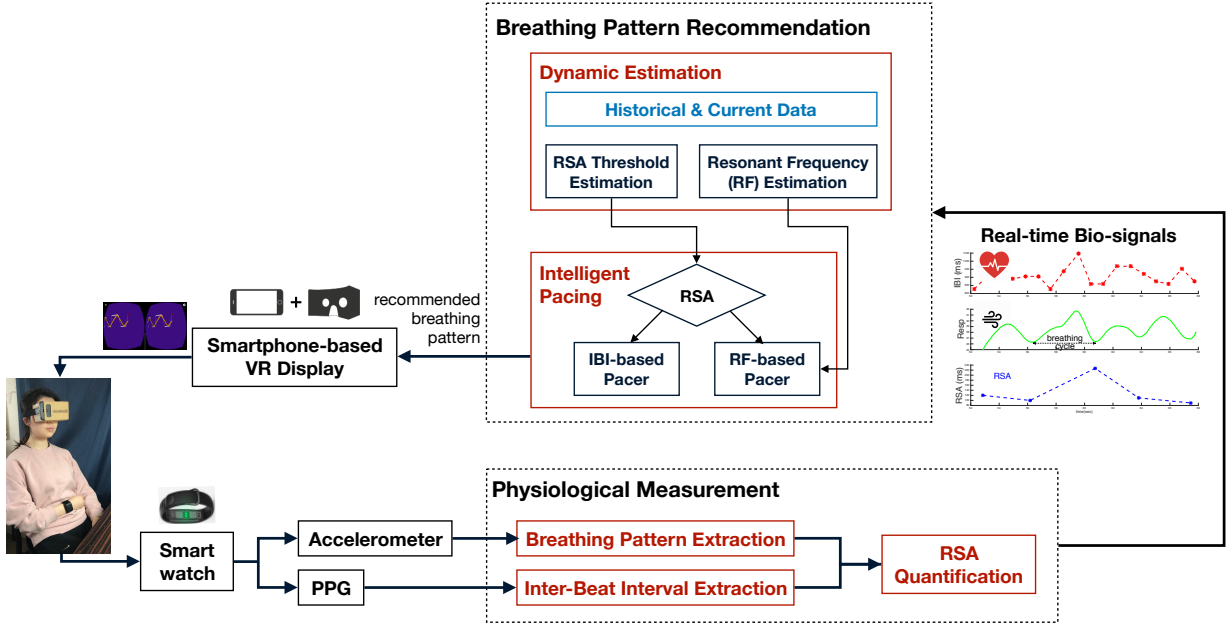 Breathing Pattern Recommendation
Dynamic Estimation
Historical & Current Data
RSA Threshold
Estimation
Resonant Frequency
(RF) Estimation
Intelligent
Pacing
RSA
IBI-based
Pacer
RF-based
Pacer
recommended
breathing
pattern
+
Smartphone-based
VR Display
Real-time Bio-signals
IBI (ms)
Resp
breathing
cycle
RSA (ms)
RSA
Smart
watch
Accelerometer
PPG
Physiological Measurement
Breathing Pattern Extraction
Inter-Beat Interval Extraction
RSA
Quantification